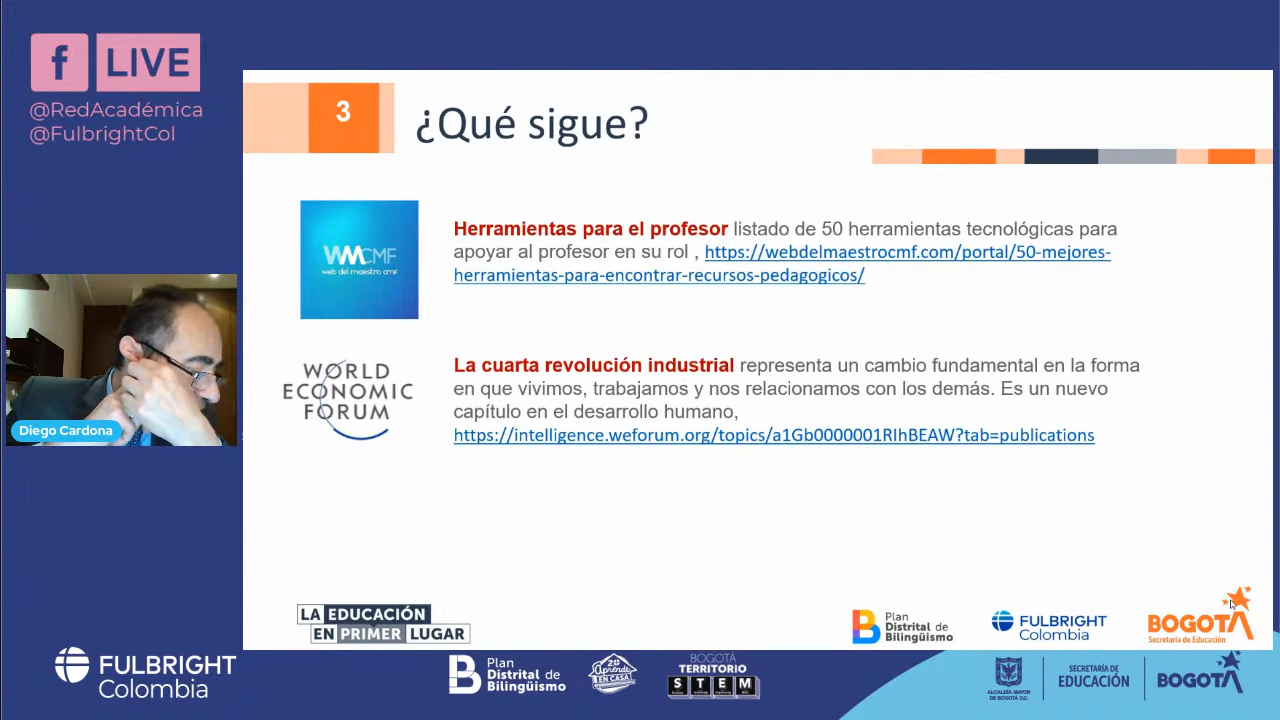 f LIVE
@RedAcadémica
@FulbrightCol
3
¿Qué sigue?
WMCMF
web del maestro cmf
Herramientas para el profesor listado de 50 herramientas tecnológicas para
apoyar al profesor en su rol , https://webdelmaestrocmf.com/portal/50-mejores-
herramientas-para-encontrar-recursos-pedagogicos/
WORLD
ECONOMIC
FORUM
La cuarta revolución industrial representa un cambio fundamental en la forma
en que vivimos, trabajamos y nos relacionamos con los demás. Es un nuevo
capítulo en el desarrollo humano,
https://intelligence.weforum.org/topics/a1Gb0000001RIhBEAW?tab=publications
Diego Cardona
LA EDUCACIÓN
EN PRIMER LUGAR
B Plan
Distrital de
Bilingüismo
FULBRIGHT
Colombia
BOGOTÁ
Secretaría de Educación
FULBRIGHT
Colombia
B Plan
Distrital de
Bilingüismo
Aprende
EN CASA
BOGOTÁ
TERRITORIO
STEM
ALCALDÍA MAYOR
DE BOGOTÁ D.C.
SECRETARÍA DE
EDUCACIÓN
BOGOTÁ